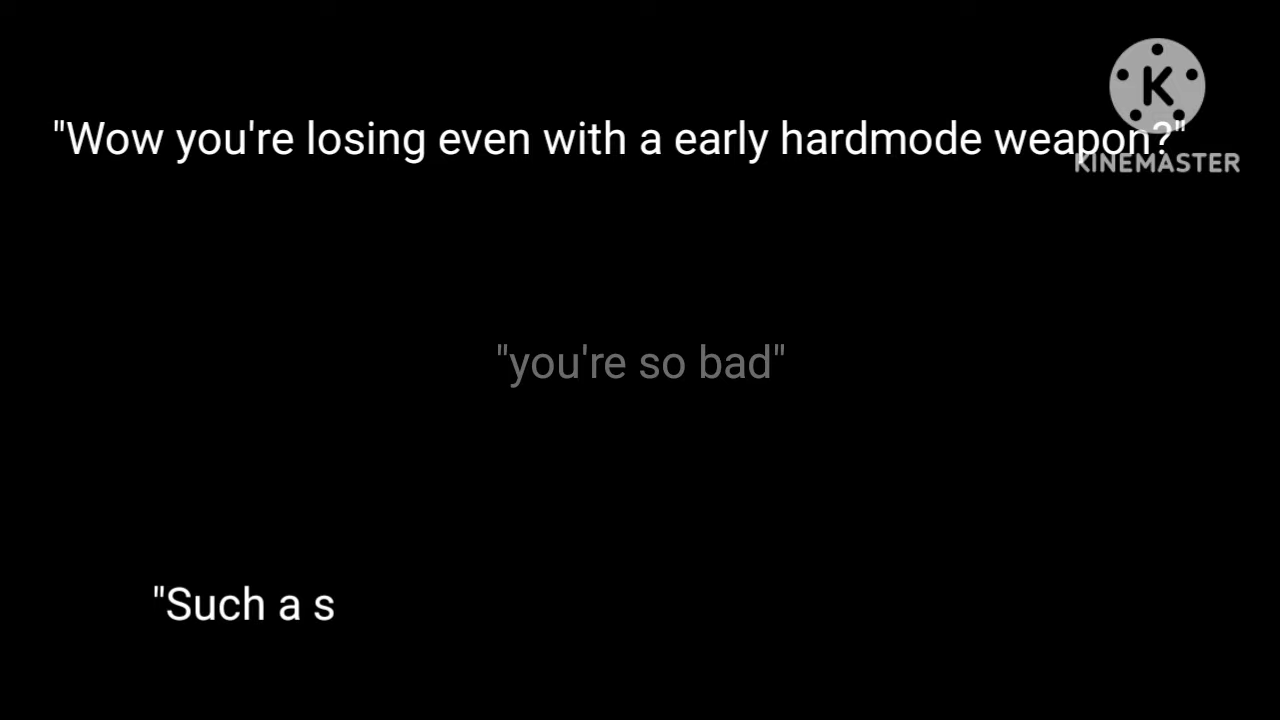 "Wow you're losing even with a early hardmode weapon?"
K
KINEMASTER
"you're so bad"
"Such a s